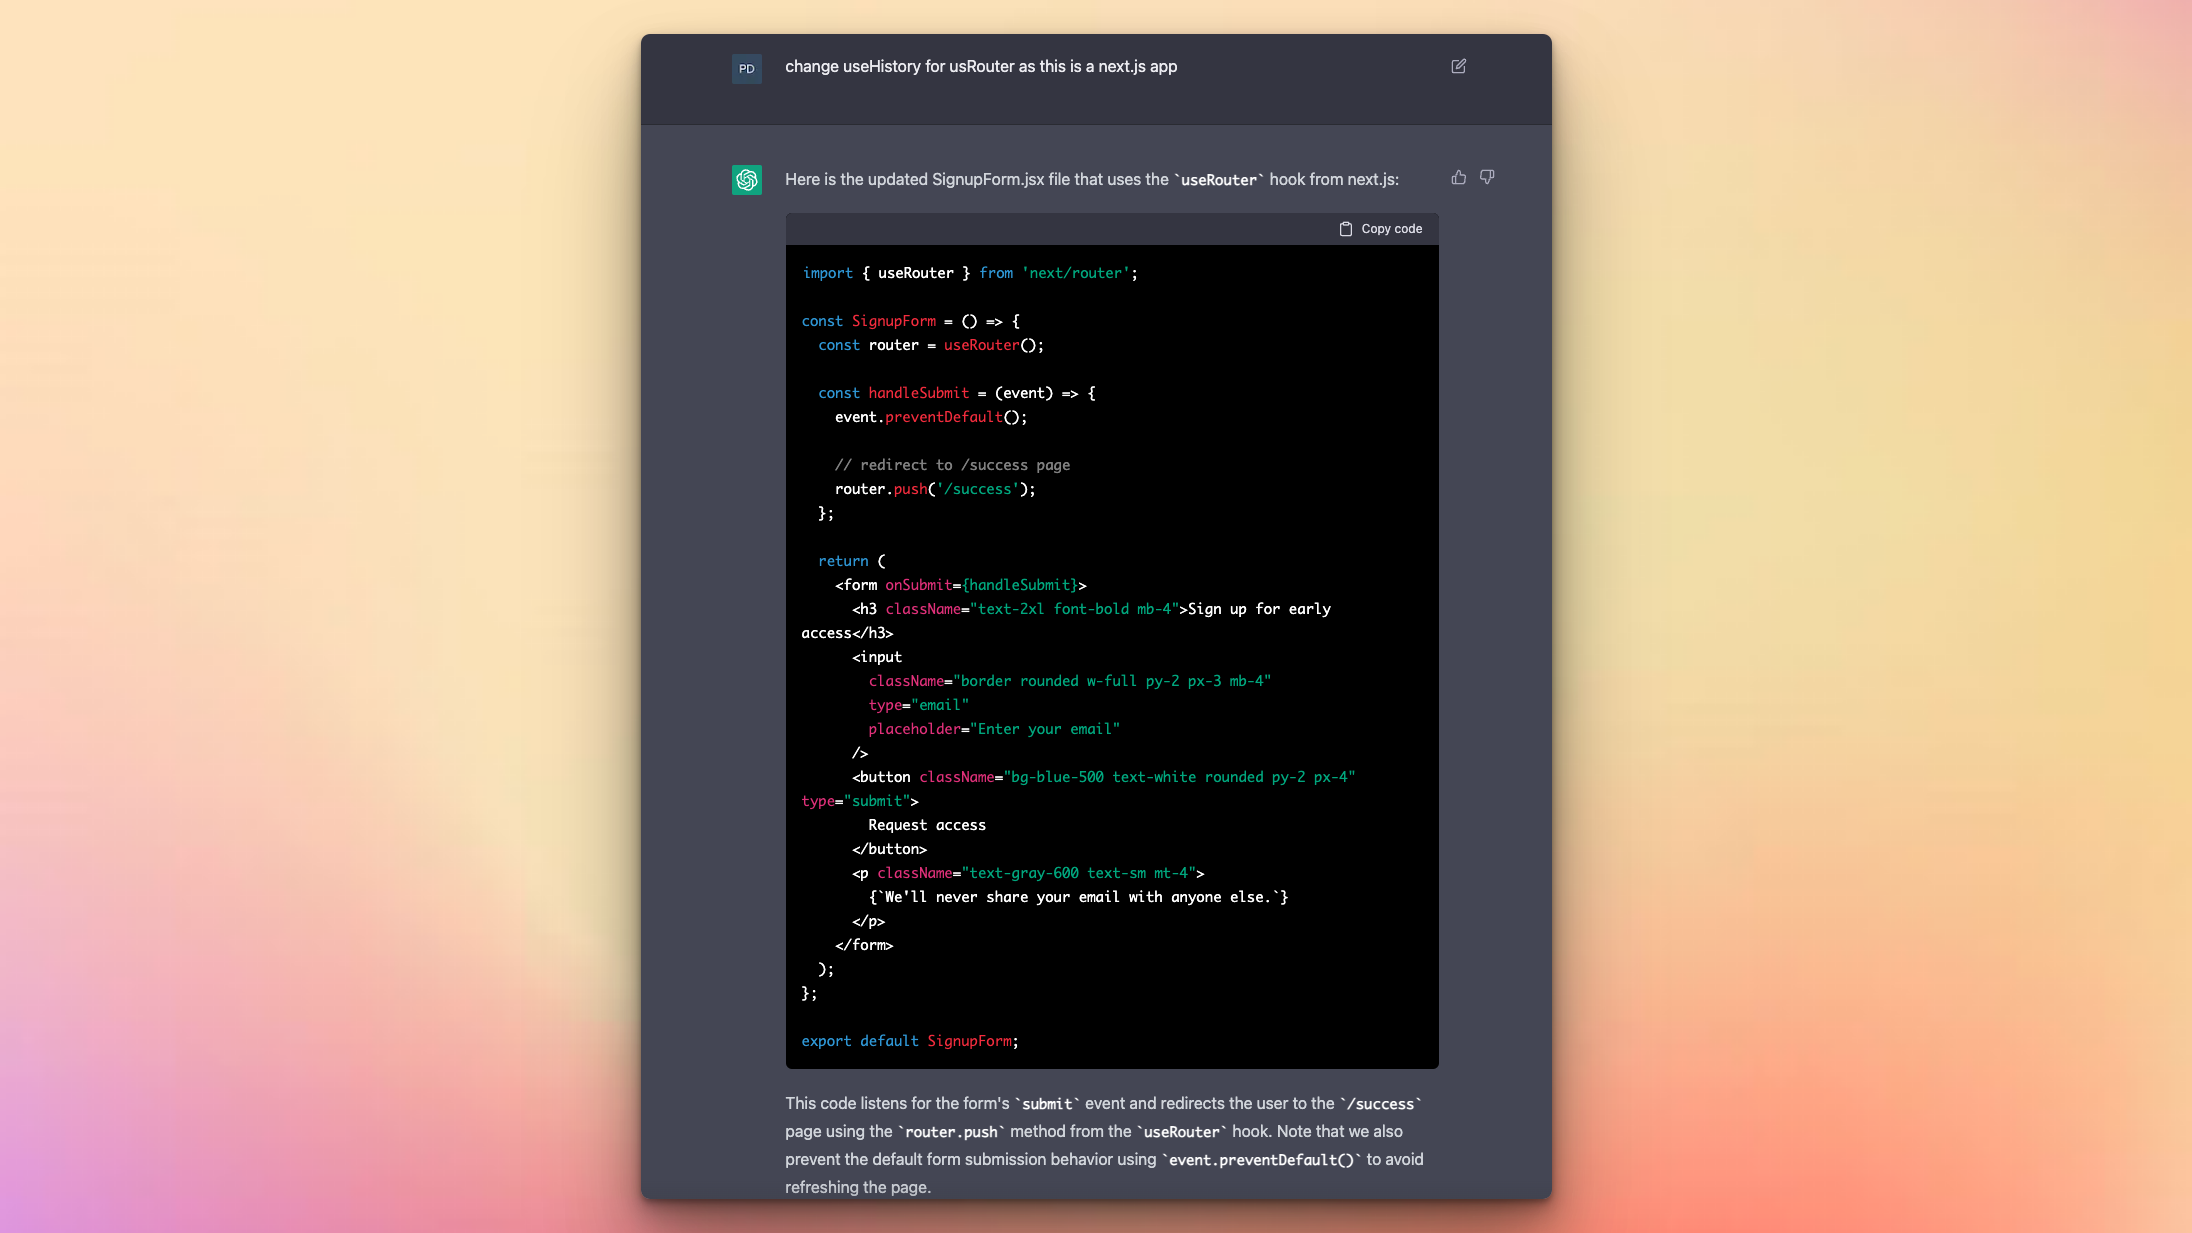 PD
change useHistory for usRouter as this is a next.js app
Here is the updated SignupForm.jsx file that uses the `useRouter` hook from next.js:
Copy code
import { useRouter } from 'next/router';
const SignupForm = () => {
  const router = useRouter();
  const handleSubmit = (event) => {
    event.preventDefault();
    // redirect to /success page
    router.push('/success');
  };
  return (
    <form onSubmit={handleSubmit}>
      <h3 className="text-2xl font-bold mb-4">Sign up for early
access</h3>
      <input
        className="border rounded w-full py-2 px-3 mb-4"
        type="email"
        placeholder="Enter your email"
      />
      <button className="bg-blue-500 text-white rounded py-2 px-4"
type="submit">
        Request access
      </button>
      <p className="text-gray-600 text-sm mt-4">
        {`We'll never share your email with anyone else.`}
      </p>
    </form>
  );
};
export default SignupForm;
This code listens for the form's `submit` event and redirects the user to the `/success`
page using the `router.push` method from the `useRouter` hook. Note that we also
prevent the default form submission behavior using `event.preventDefault()` to avoid
refreshing the page.